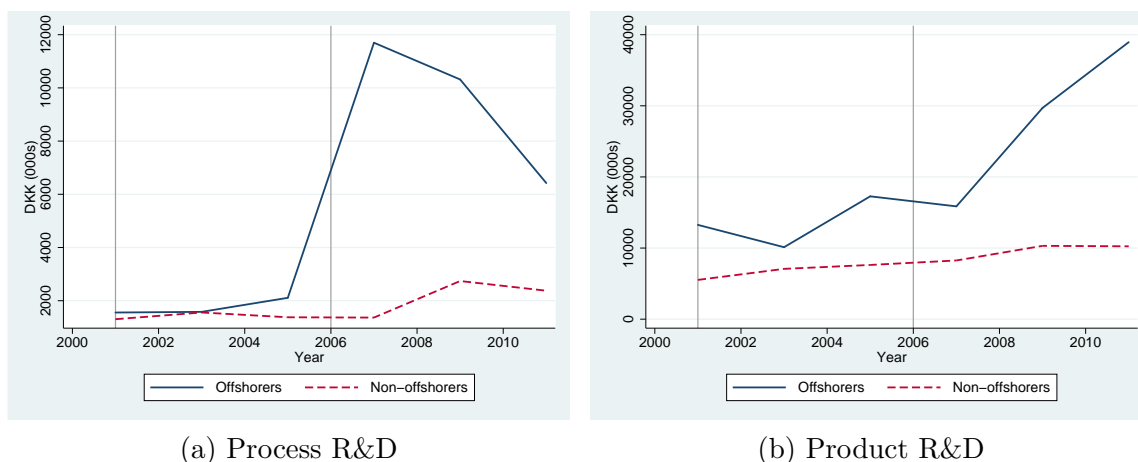 12000
10000
8000
6000
4000
2000
DKK (000s)
2000 2002 2004 2006 2008 2010
Year
Offshorers Non−offshorers
(a) Process R&D
40000
30000
20000
10000
0
DKK (000s)
2000 2002 2004 2006 2008 2010
Year
Offshorers Non−offshorers
(b) Product R&D